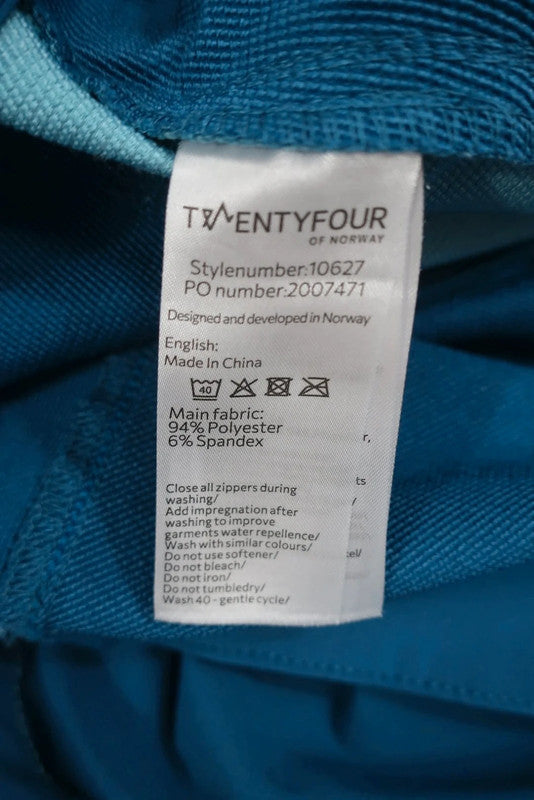 TWENTYFOUR
OF NORWAY
Stylenumber:10627
PO number:2007471
Designed and developed in Norway
English:
Made In China
40
Main fabric:
94% Polyester
6% Spandex
r,
ts
Close all zippers during
washing/
/
Add impregnation after
washing to improve
garments water repellence/
Wash with similar colours/
Do not use softener/
Do not bleach/
Do not iron/
Do not tumbledry/
Wash 40 - gentle cycle/